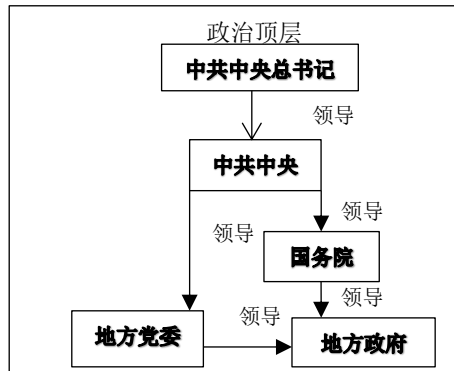 政治顶层
中共中央总书记
领导
中共中央
领导
领导
国务院
领导
领导
地方党委
地方政府